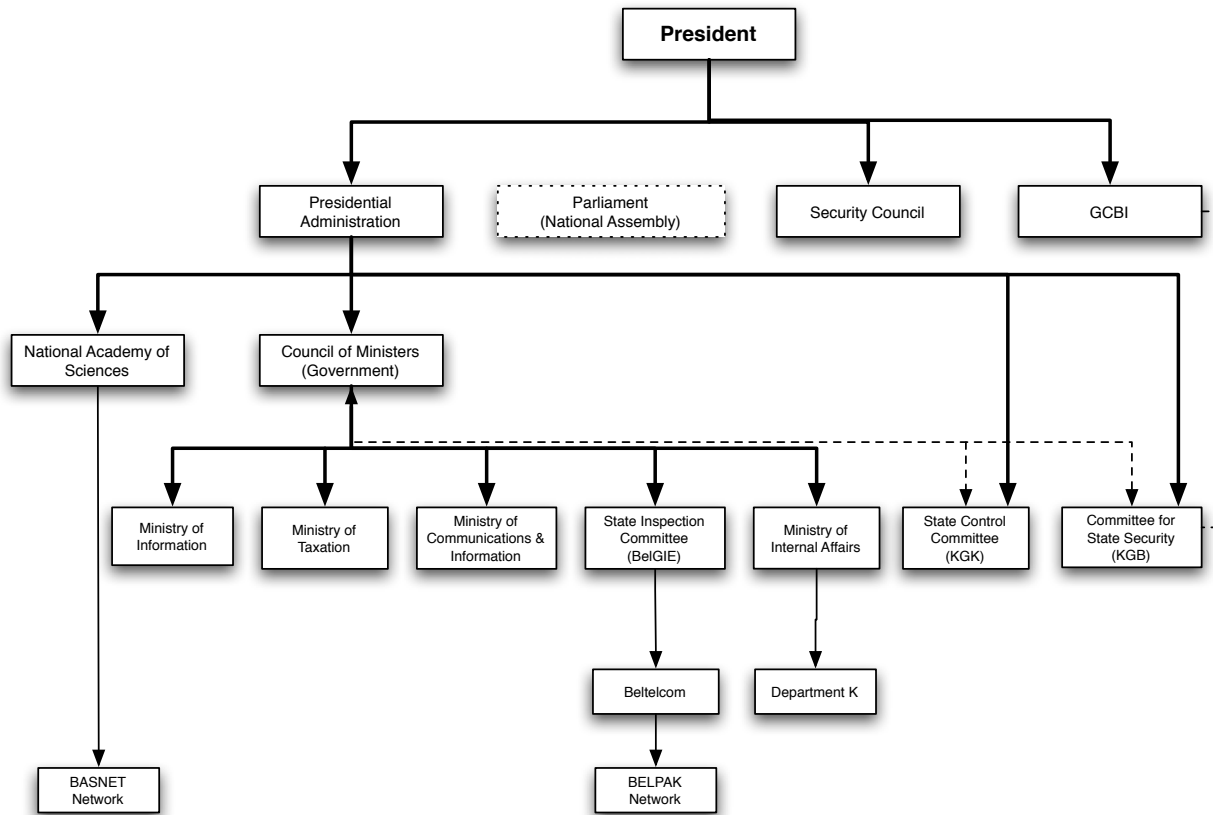 President
Presidential
Administration
Parliament
(National Assembly)
Security Council
GCBI
National Academy of
Sciences
Council of Ministers
(Government)
Ministry of
Information
Ministry of
Taxation
Ministry of
Communications &
Information
State Inspection
Committee
(BelGIE)
Ministry of
Internal Affairs
State Control
Committee
(KGK)
Committee for
State Security
(KGB)
Beltelcom
Department K
BASNET
Network
BELPAK
Network